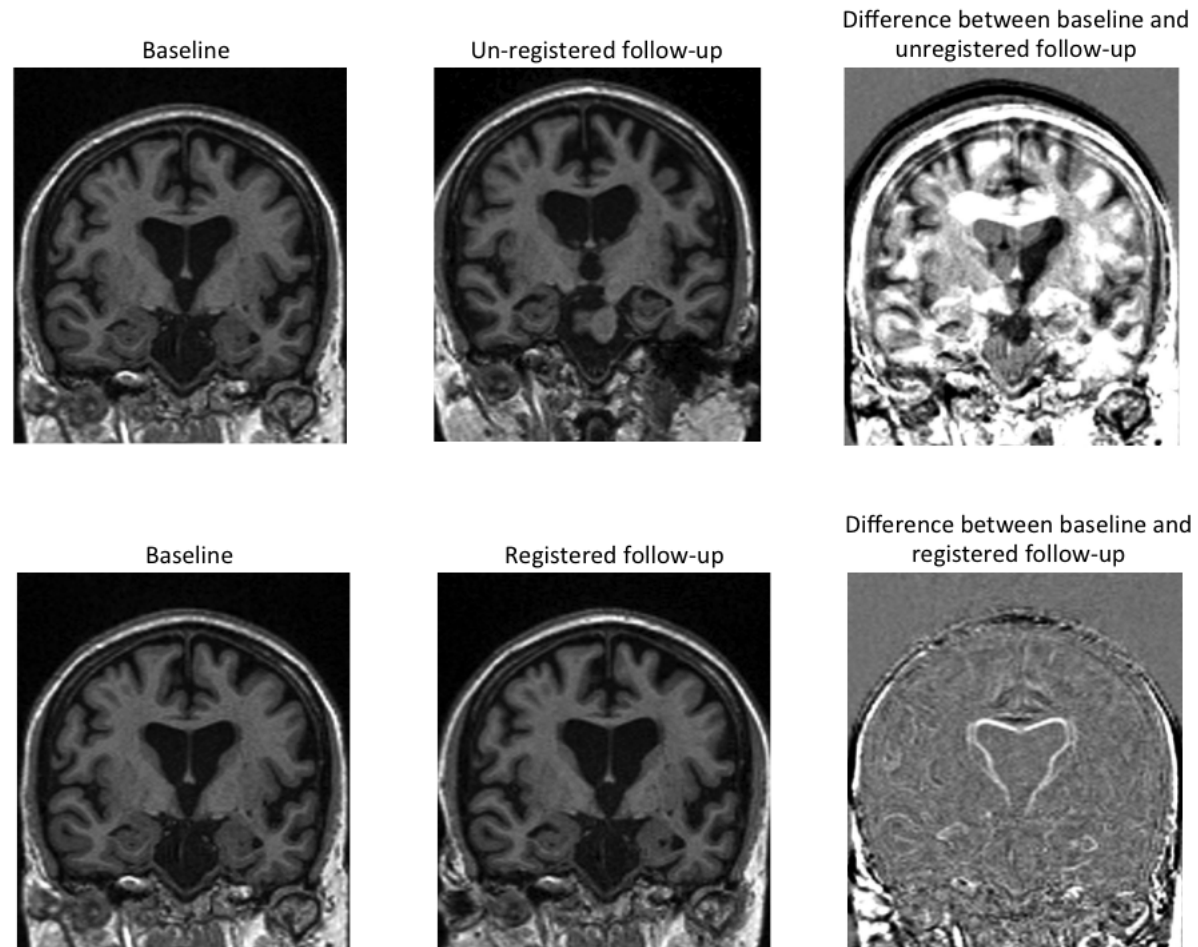 Baseline
Un-registered follow-up
Difference between baseline and
unregistered follow-up
Baseline
Registered follow-up
Difference between baseline and
registered follow-up